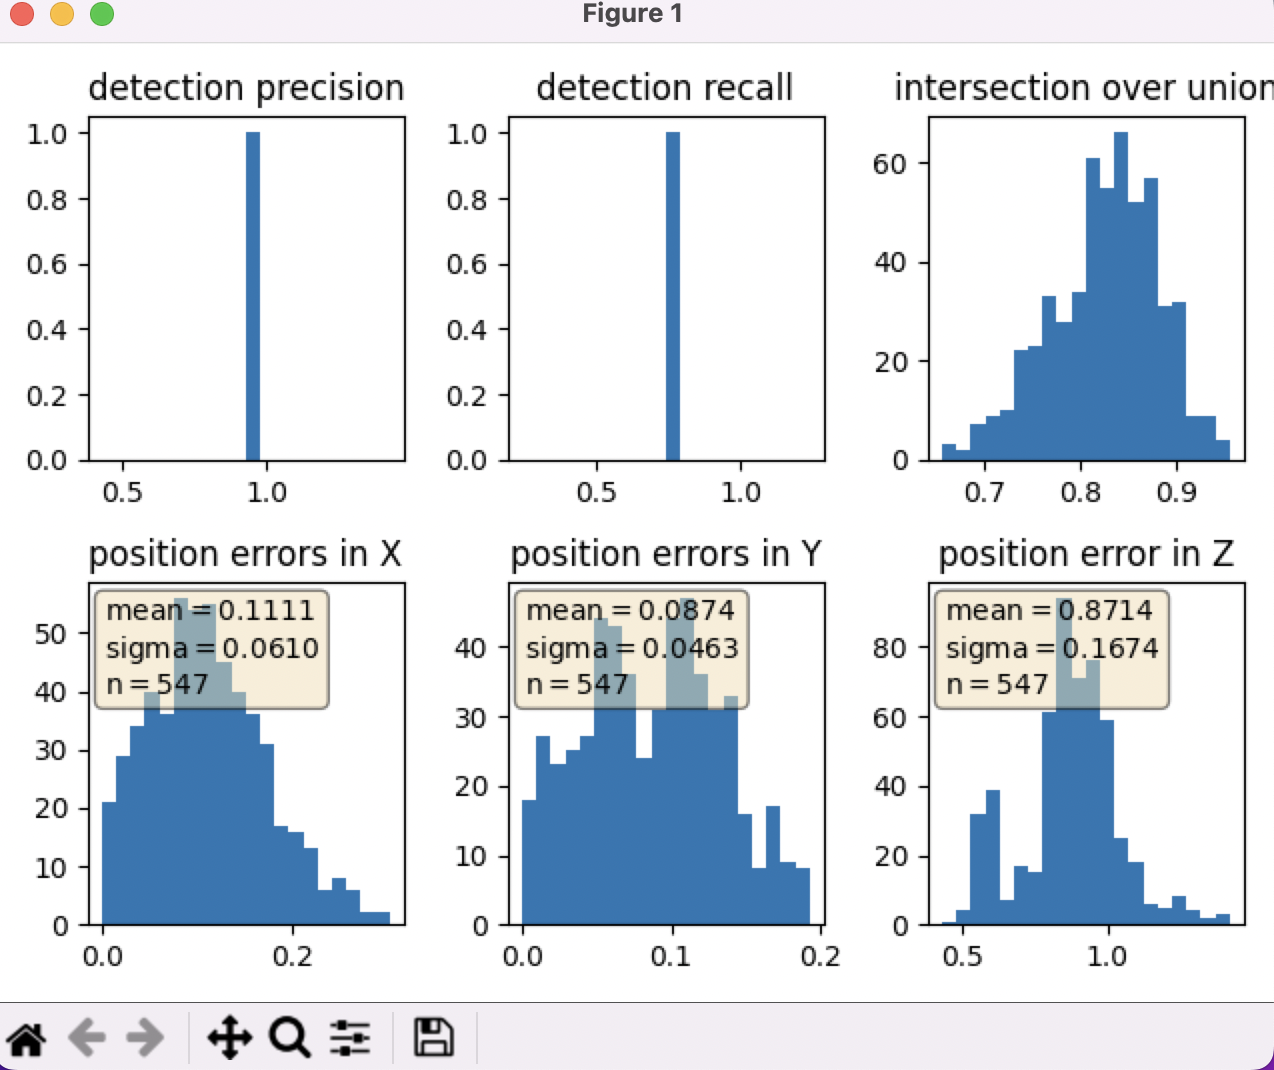 Figure 1
detection precision
1.0
0.8
0.6
0.4
0.2
0.0
0.5 1.0
detection recall
1.0
0.8
0.6
0.4
0.2
0.0
0.5 1.0
intersection over union
60
40
20
0
0.7 0.8 0.9
position errors in X
mean = 0.1111
sigma = 0.0610
n = 547
50
40
30
20
10
0
0.0 0.2
position errors in Y
mean = 0.0874
sigma = 0.0463
n = 547
40
30
20
10
0
0.0 0.1 0.2
position error in Z
mean = 0.8714
sigma = 0.1674
n = 547
80
60
40
20
0
0.5 1.0